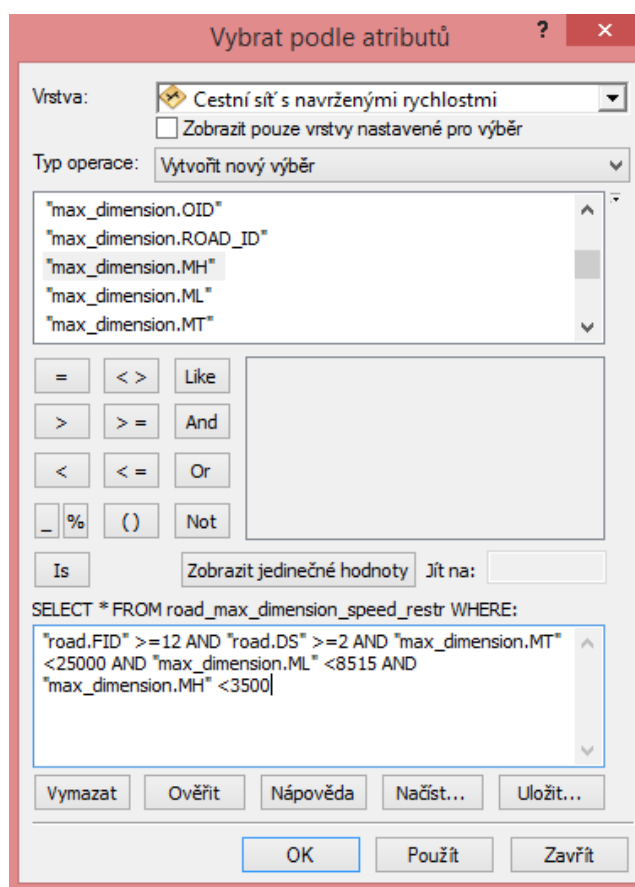 Vybrat podle atributů
?
×
Vrstva:
Cestní síť s navrženými rychlostmi
Zobrazit pouze vrstvy nastavené pro výběr
Typ operace:
Vytvořit nový výběr
"max_dimension.OID"
"max_dimension.ROAD_ID"
"max_dimension.MH"
"max_dimension.ML"
"max_dimension.MT"
= < > Like
> > = And
< < = Or
_ % () Not
Is
Zobrazit jedinečné hodnoty
Jít na:
SELECT * FROM road_max_dimension_speed_restr WHERE:
"road.FID" >=12 AND "road.DS" >=2 AND "max_dimension.MT"
<25000 AND "max_dimension.ML" <8515 AND
"max_dimension.MH" <3500
Vymazat Ověřit Nápověda Načíst... Uložit...
OK Použít Zavřít